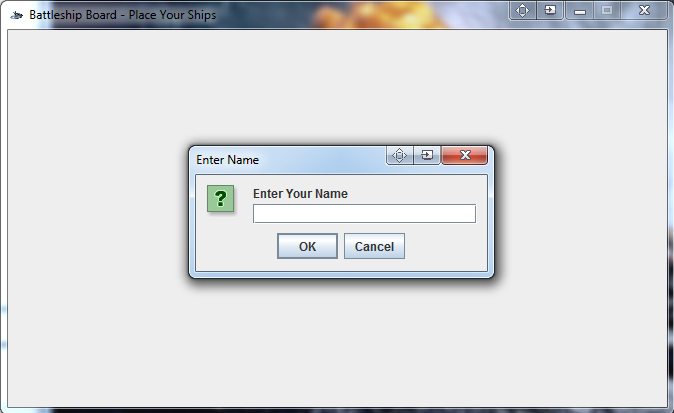 Battleship Board - Place Your Ships
Enter Name
?
Enter Your Name
OK
Cancel